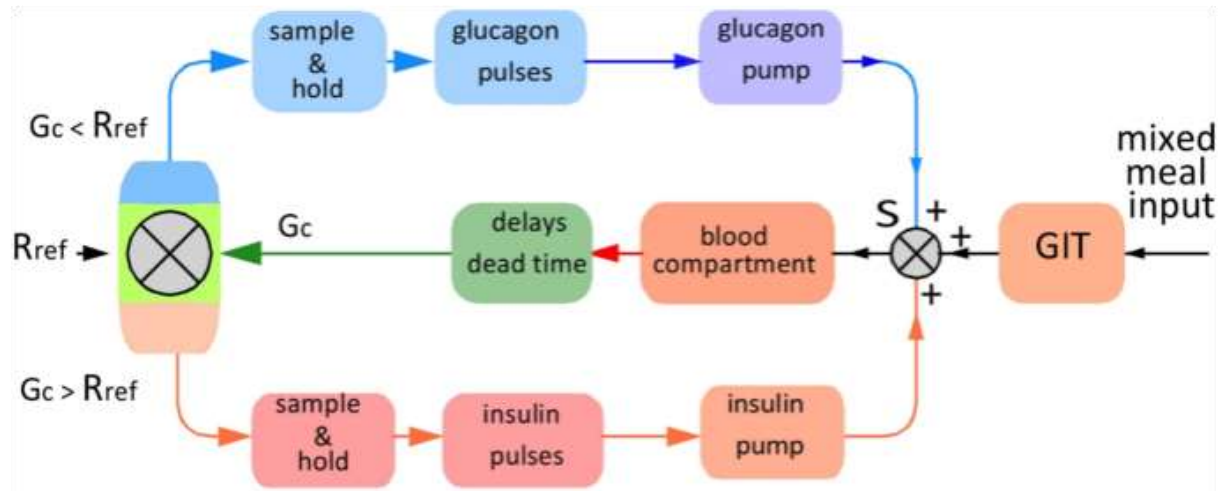 sample
&
hold
glucagon
pulses
glucagon
pump
Gc < Rref
mixed
meal
input
Rref
Gc
delays
dead time
blood
compartment
S
+
+
+
GIT
Gc > Rref
sample
&
hold
insulin
pulses
insulin
pump